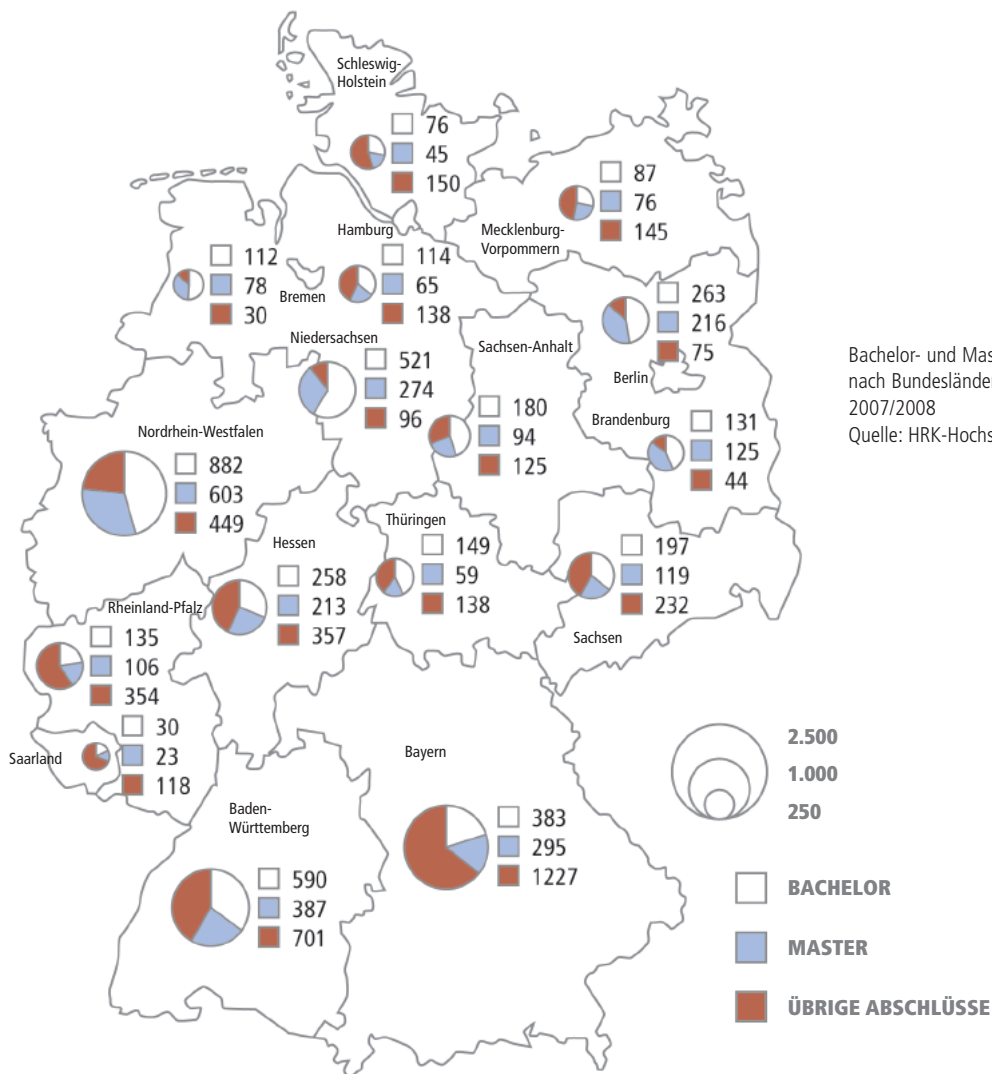 Schleswig-
Holstein
76
45
150
87
76
145
Mecklenburg-
Vorpommern
Hamburg
114
65
138
112
78
30
Bremen
263
216
75
Berlin
Niedersachsen
521
274
96
Sachsen-Anhalt
180
94
125
Brandenburg
131
125
44
Nordrhein-Westfalen
882
603
449
Hessen
258
213
357
Thüringen
149
59
138
197
119
232
Sachsen
Rheinland-Pfalz
135
106
354
Saarland
30
23
118
Baden-
Württemberg
590
387
701
Bayern
383
295
1227
Bachelor- und Mas
nach Bundesländer
2007/2008
Quelle: HRK-Hochs
2.500
1.000
250
BACHELOR
MASTER
ÜBRIGE ABSCHLÜSSE